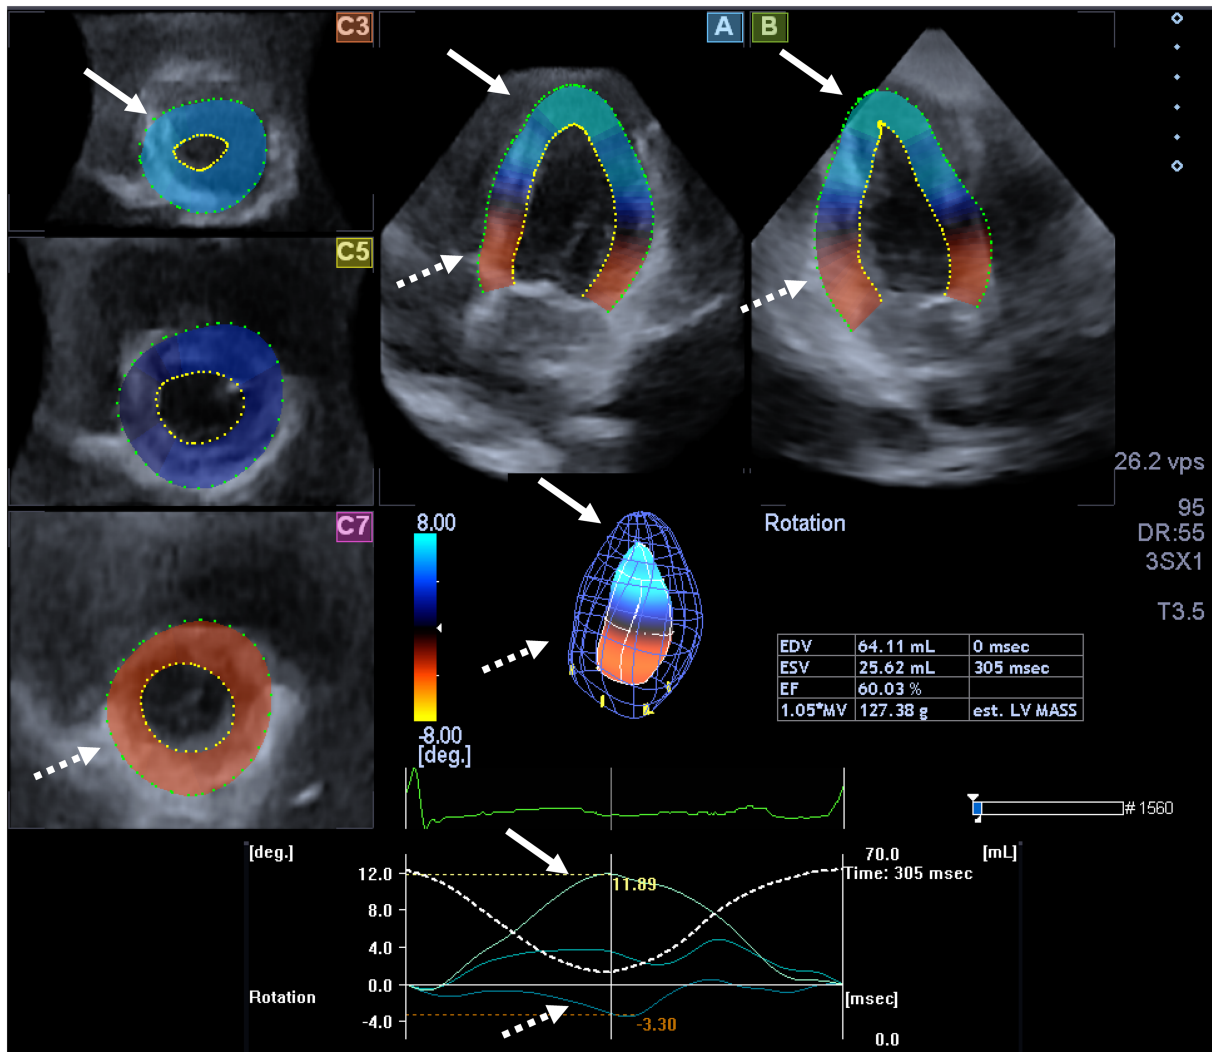 C3
A
B
C5
26.2 vps
95
DR:55
3SX1
T3.5
C7
8.00
Rotation
-8.00
[deg.]
EDV 64.11 mL 0 msec
ESV 25.62 mL 305 msec
EF 60.03 %
1.05*MV 127.38 g est. LV MASS
# 1560
[deg.] 70.0 [mL]
12.0 Time: 305 msec
11.89
8.0
4.0
0.0
Rotation [msec]
-4.0 -3.30
0.0